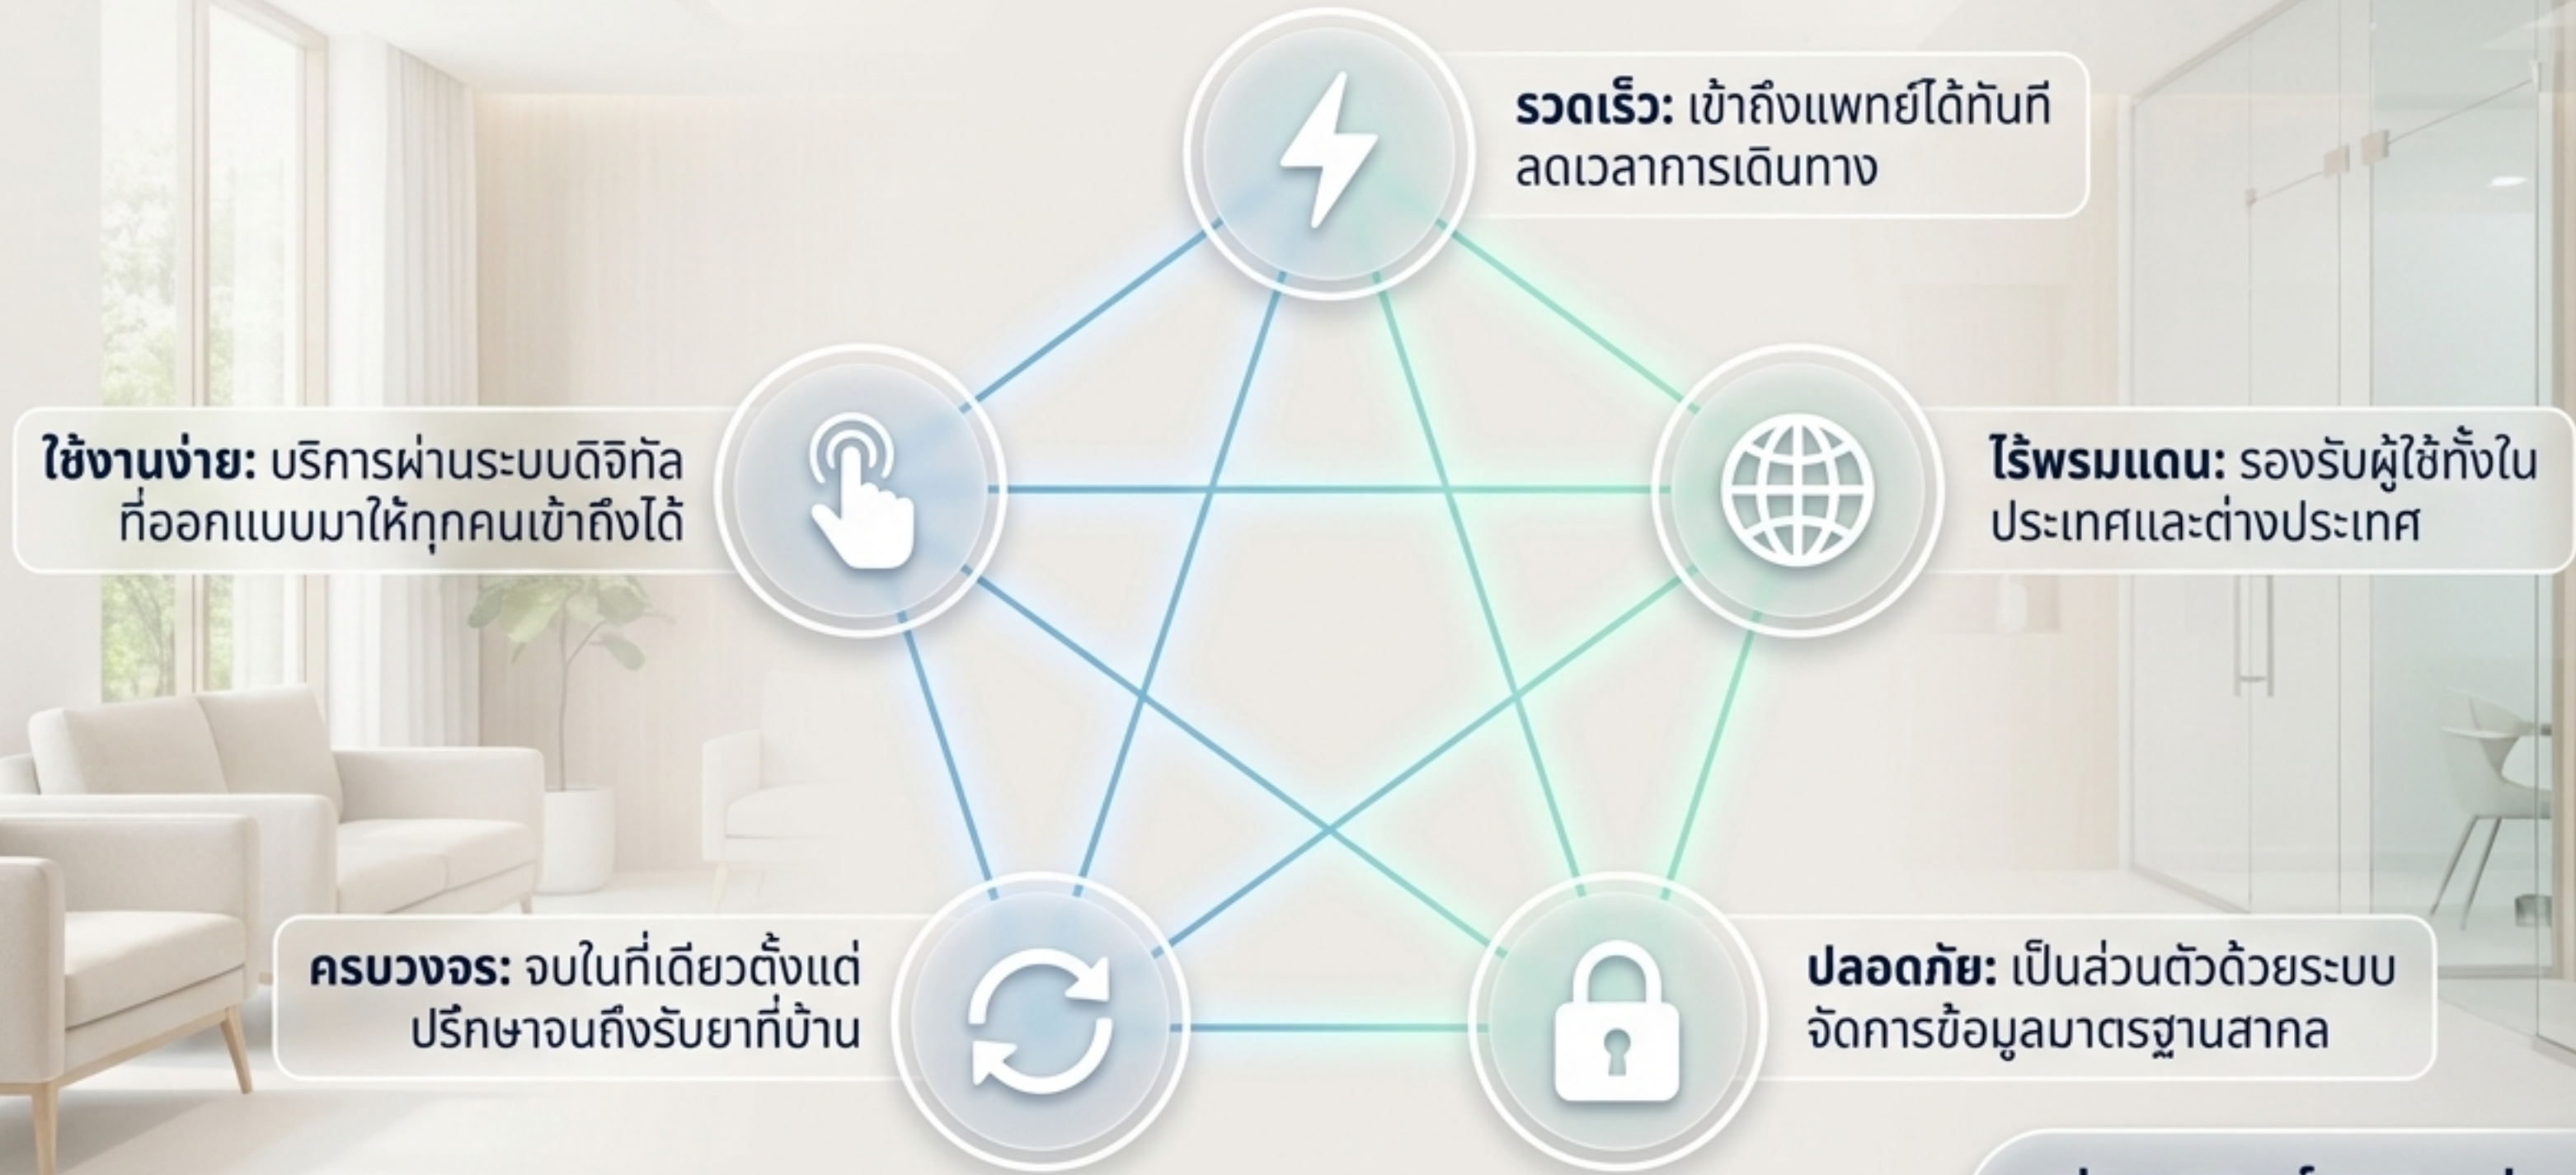 รวดเร็ว: เข้าถึงแพทย์ได้ทันที
ลดเวลาการเดินทาง
ใช้งานง่าย: บริการผ่านระบบดิจิทัล
ที่ออกแบบมาให้ทุกคนเข้าถึงได้
ไร้พรมแดน: รองรับผู้ใช้ทั้งใน
ประเทศและต่างประเทศ
ครบวงจร: จบในที่เดียวตั้งแต่
ปรึกษาจนถึงรับยาที่บ้าน
ปลอดภัย: เป็นส่วนตัวด้วยระบบ
จัดการข้อมูลมาตรฐานสากล